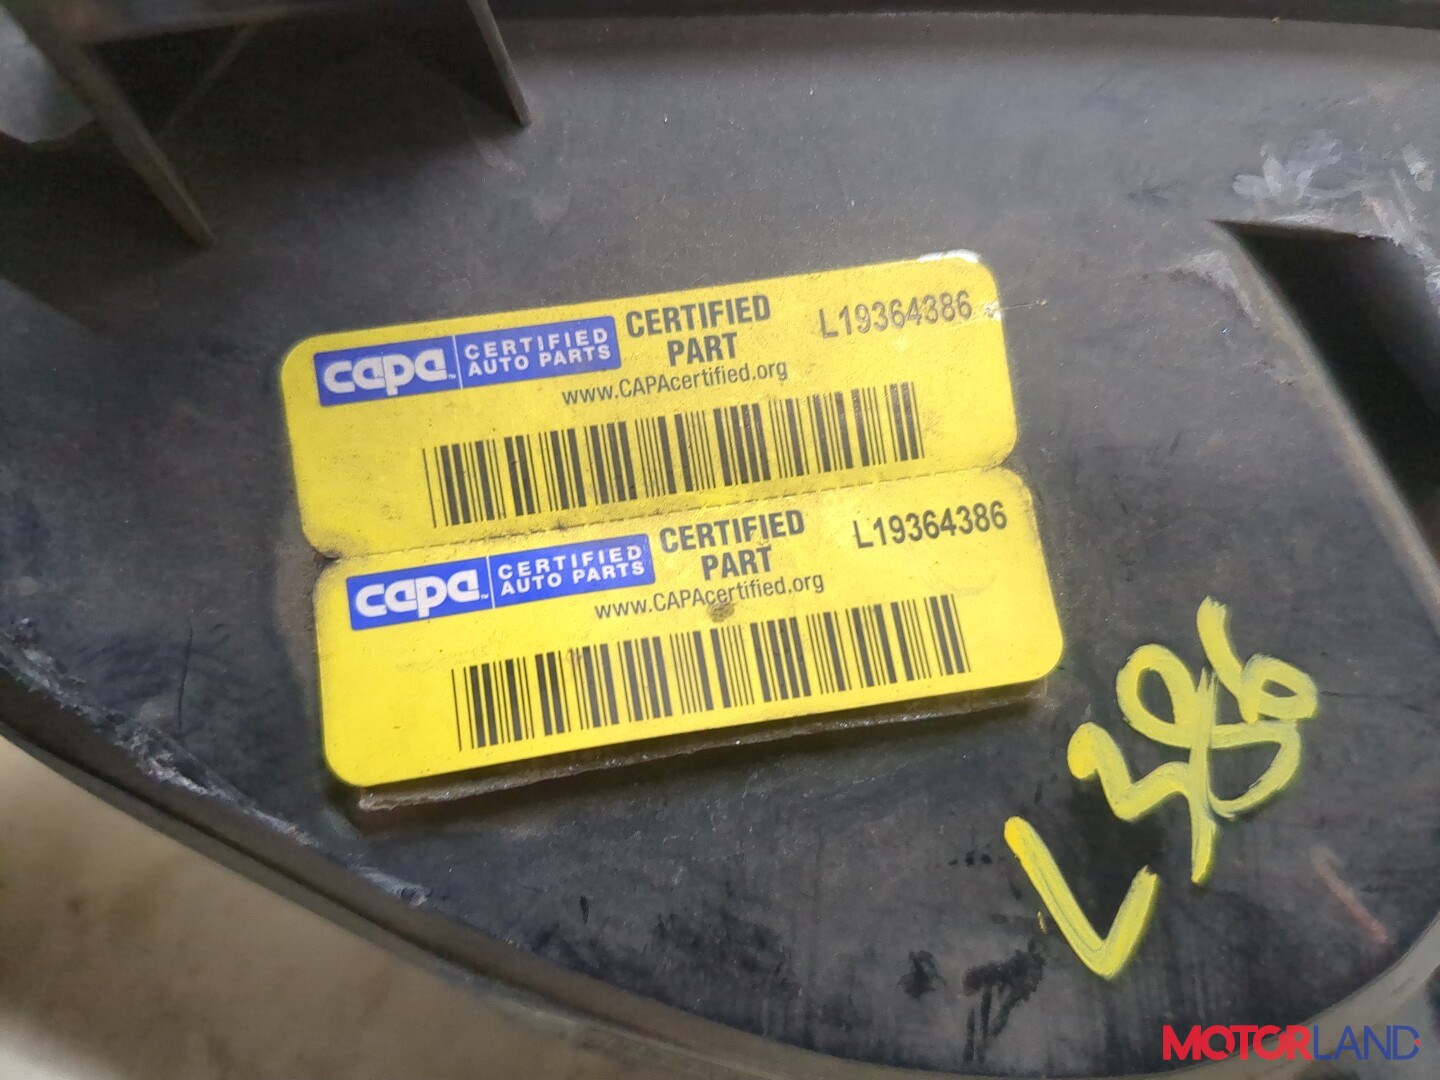 capa CERTIFIED AUTO PARTS
CERTIFIED PART
L19364386
www.CAPAcertified.org
capa CERTIFIED AUTO PARTS
CERTIFIED PART
L19364386
www.CAPAcertified.org
MOTORLAND